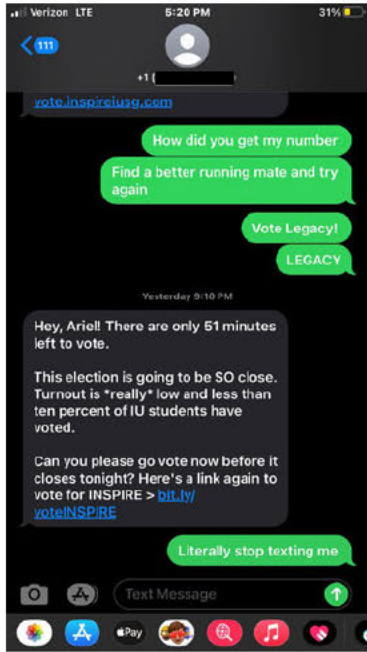 Verizon LTE 5:20 PM 31%
111
+1 (
vote.inspireiusg.com
How did you get my number
Find a better running mate and try
again
Vote Legacy!
LEGACY
Yesterday 9:10 PM
Hey, Ariel! There are only 51 minutes
left to vote.
This election is going to be SO close.
Turnout is *really* low and less than
ten percent of IU students have
voted.
Can you please go vote now before it
closes tonight? Here's a link again to
vote for INSPIRE > bit.ly/
voteINSPIRE
Literally stop texting me
Text Message
Pay